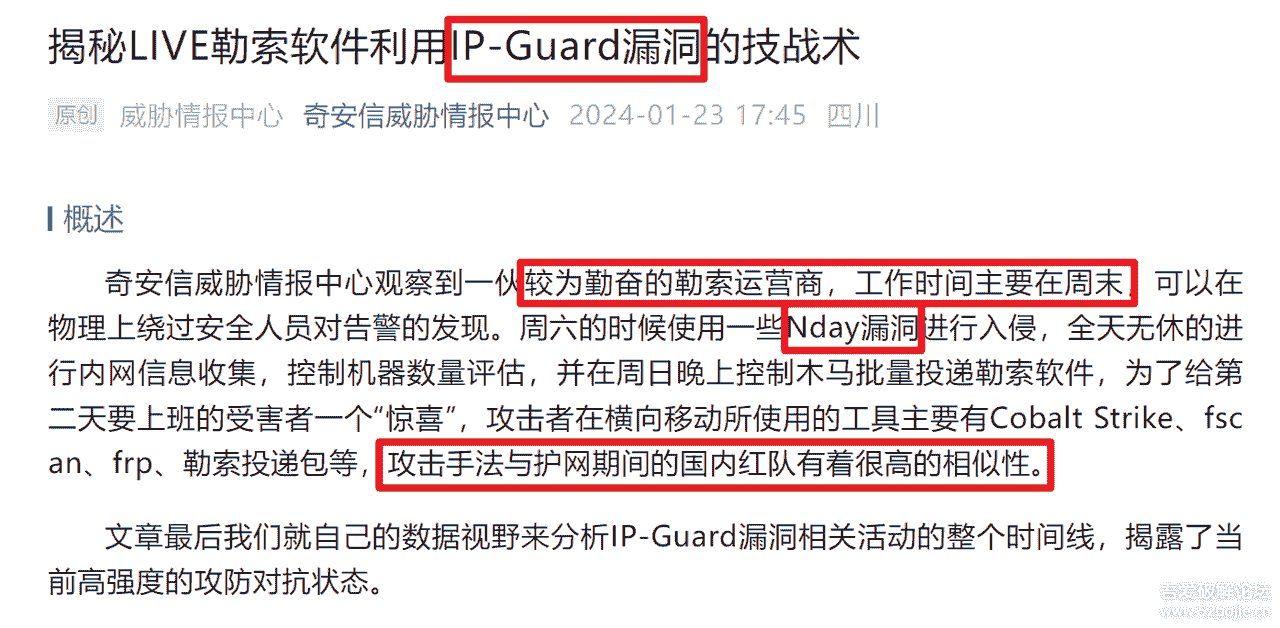 揭秘LIVE勒索软件利用IP-Guard漏洞的技战术
原创 威胁情报中心 奇安信威胁情报中心 2024-01-23 17:45 四川
概述
奇安信威胁情报中心观察到一伙较为勤奋的勒索运营商，工作时间主要在周末，可以在
物理上绕过安全人员对告警的发现。周六的时候使用一些Nday漏洞进行入侵，全天无休的进
行内网信息收集，控制机器数量评估，并在周日晚上控制木马批量投递勒索软件，为了给第
二天要上班的受害者一个“惊喜”，攻击者在横向移动所使用的工具主要有Cobalt Strike、fsc
an、frp、勒索投递包等，攻击手法与护网期间的国内红队有着很高的相似性。
文章最后我们就自己的数据视野来分析IP-Guard漏洞相关活动的整个时间线，揭露了当
前高强度的攻防对抗状态。
吾爱破解论坛
www.52pojie.cn